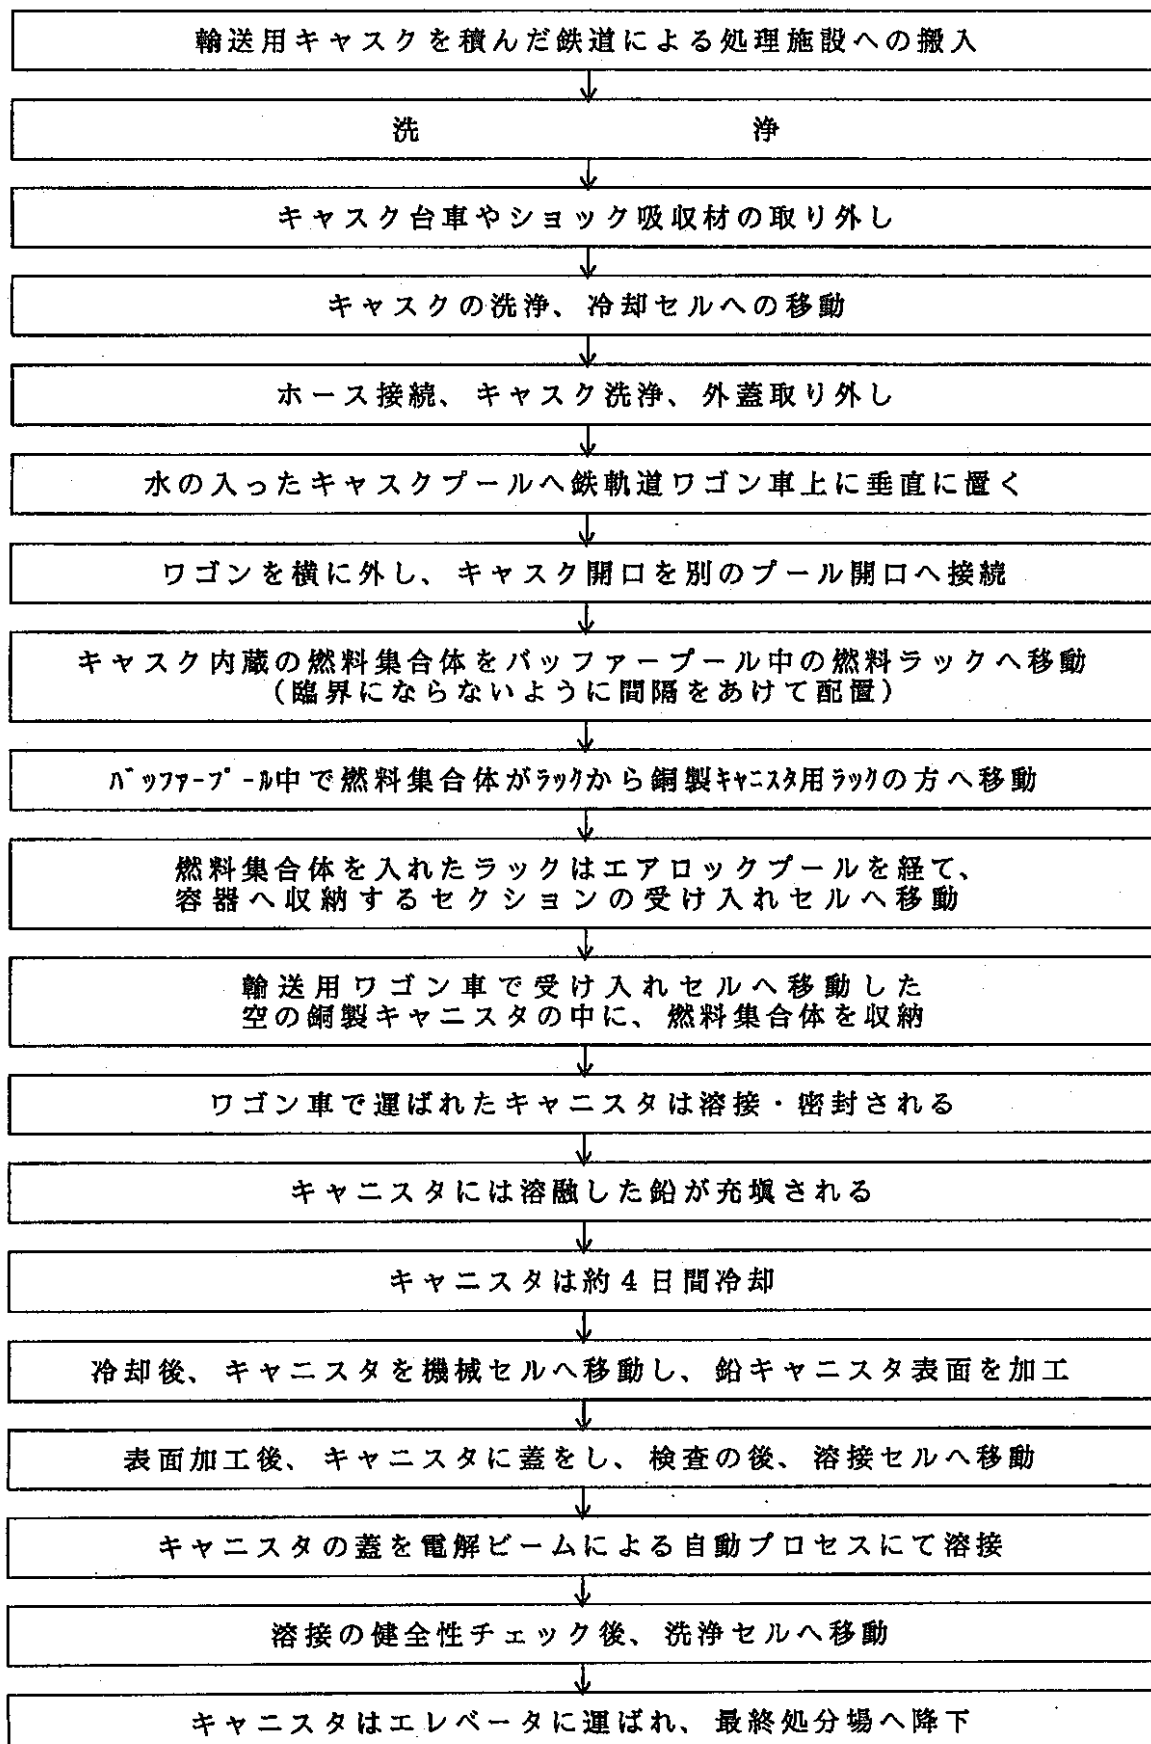 輸送用キャスクを積んだ鉄道による処理施設への搬入
洗浄
キャスク台車やショック吸収材の取り外し
キャスクの洗浄、冷却セルへの移動
ホース接続、キャスク洗浄、外蓋取り外し
水の入ったキャスクプールへ鉄軌道ワゴン車上に垂直に置く
ワゴンを横に外し、キャスク開口を別のプール開口へ接続
キャスク内蔵の燃料集合体をバッファープール中の燃料ラックへ移動
(臨界にならないように間隔をあけて配置)
バッファープール中で燃料集合体がラックから銅製キャニスタ用ラックの方へ移動
燃料集合体を入れたラックはエアロックプールを経て、
容器へ収納するセクションの受け入れセルへ移動
輸送用ワゴン車で受け入れセルへ移動した
空の銅製キャニスタの中に、燃料集合体を収納
ワゴン車で運ばれたキャニスタは溶接・密封される
キャニスタには溶融した鉛が充填される
キャニスタは約4日間冷却
冷却後、キャニスタを機械セルへ移動し、鉛キャニスタ表面を加工
表面加工後、キャニスタに蓋をし、検査の後、溶接セルへ移動
キャニスタの蓋を電解ビームによる自動プロセスにて溶接
溶接の健全性チェック後、洗浄セルへ移動
キャニスタはエレベータに運ばれ、最終処分場へ降下